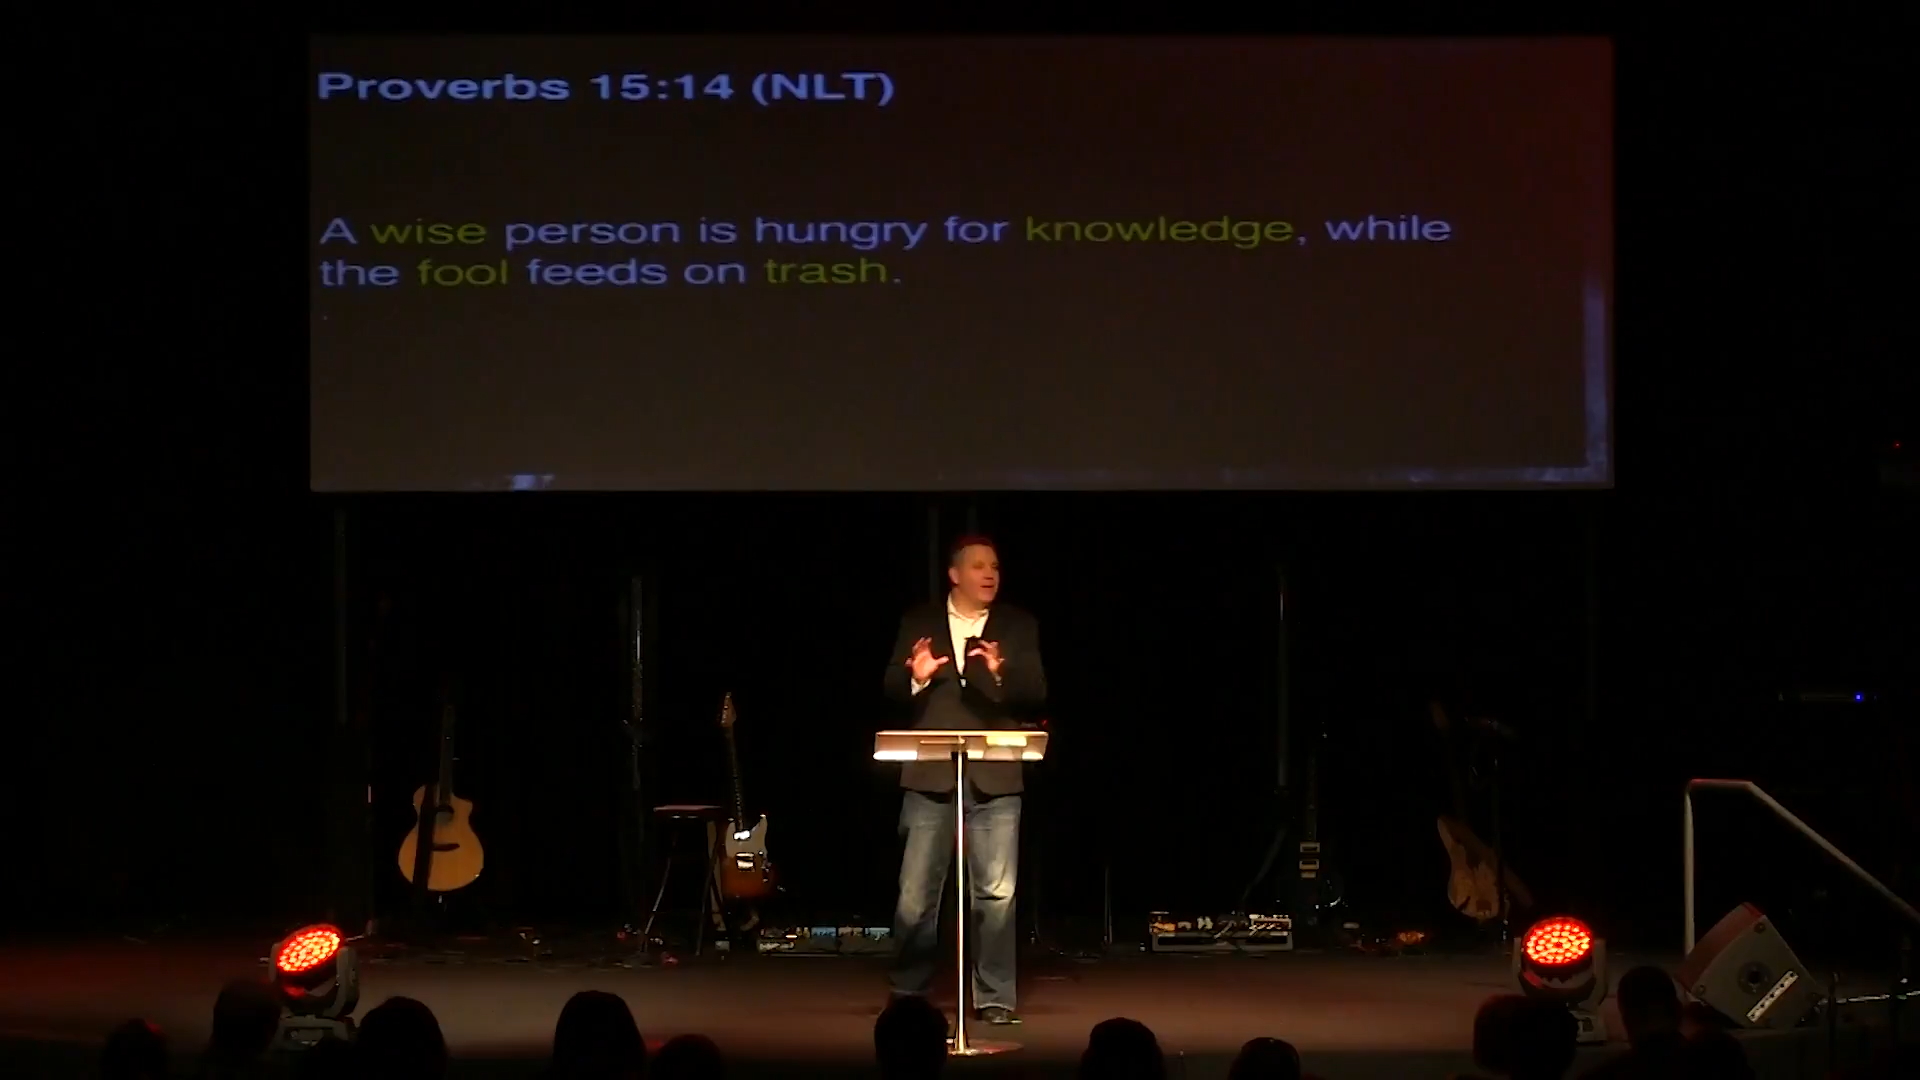 Proverbs 15:14 (NLT)
A wise person is hungry for knowledge, while
the fool feeds on trash.